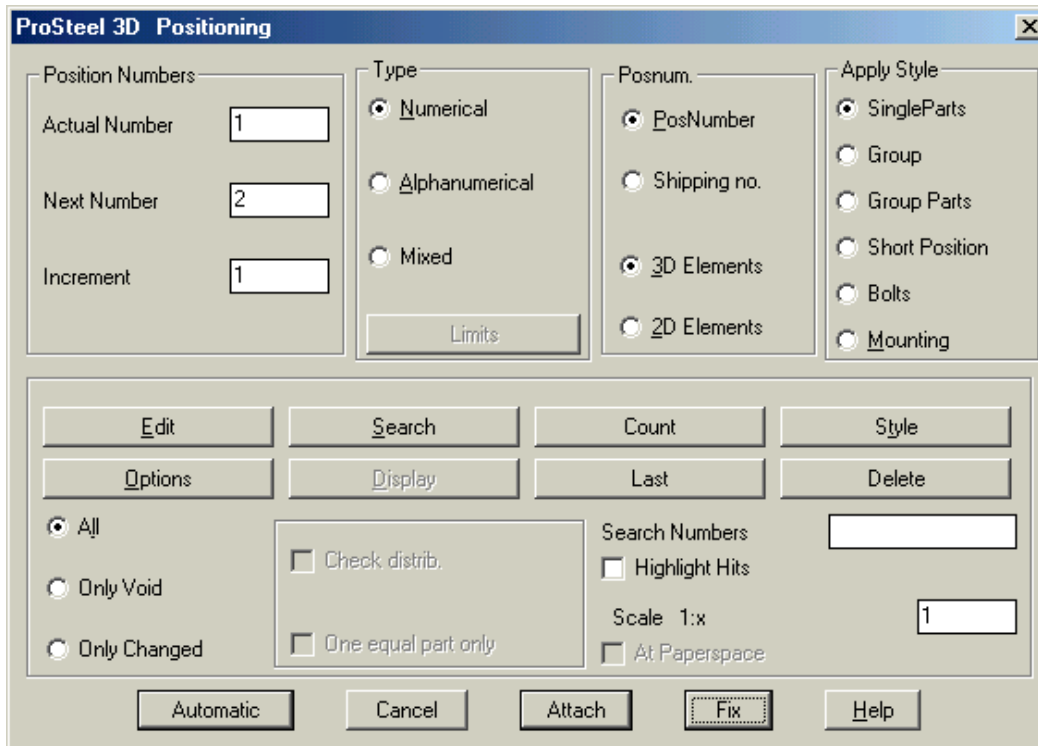 ProSteel 3D Positioning
Position Numbers
Actual Number 1
Next Number 2
Increment 1
Type
Numerical
Alphanumerical
Mixed
Limits
Posnum.
PosNumber
Shipping no.
3D Elements
2D Elements
Apply Style
SingleParts
Group
Group Parts
Short Position
Bolts
Mounting
Edit Search Count Style
Options Display Last Delete
All
Only Void
Only Changed
Check distrib.
One equal part only
Search Numbers
Highlight Hits
Scale 1:x 1
At Paperspace
Automatic Cancel Attach Fix Help